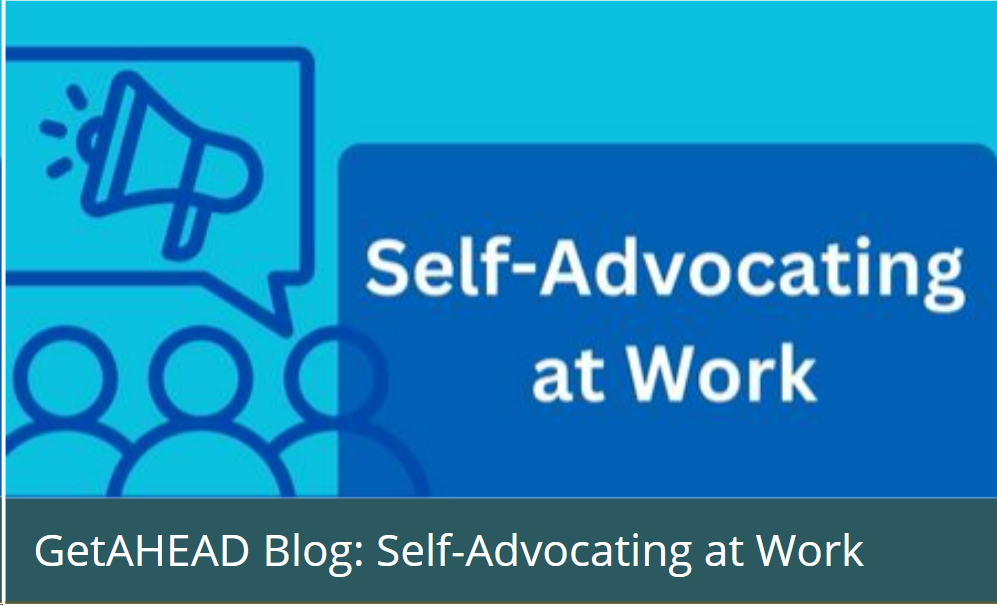 Self-Advocating
at Work
GetAHEAD Blog: Self-Advocating at Work